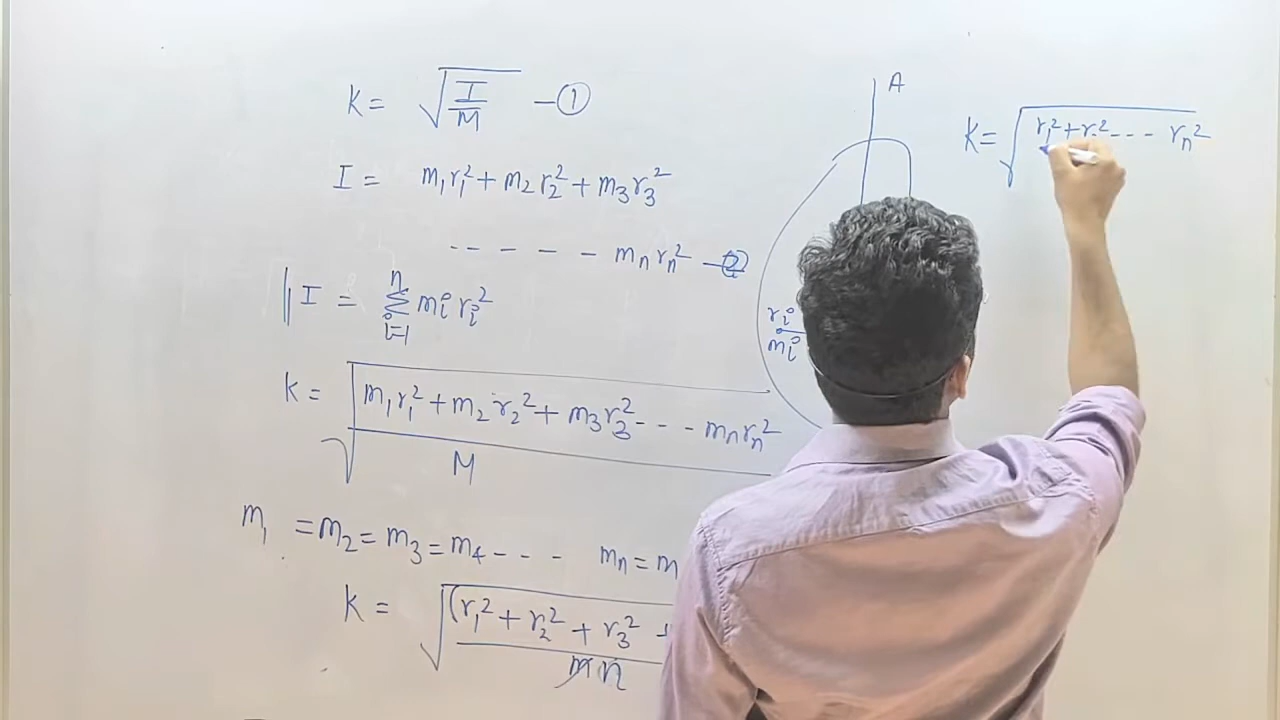 K = √(I/M) - ①
I = m₁r₁² + m₂r₂² + m₃r₃²
-- - - - mₙrₙ² - ②
|| I = Σᵢ₌₁ⁿ mᵢrᵢ²
K = √((m₁r₁² + m₂r₂² + m₃r₃² - - - mₙrₙ²)/M)
m₁ = m₂ = m₃ = m₄ - - - mₙ = m
K = √((r₁² + r₂² + r₃² +/mn)
A
rᵢ
mᵢ
K = √(r₁² + r₂² - - - rₙ²)